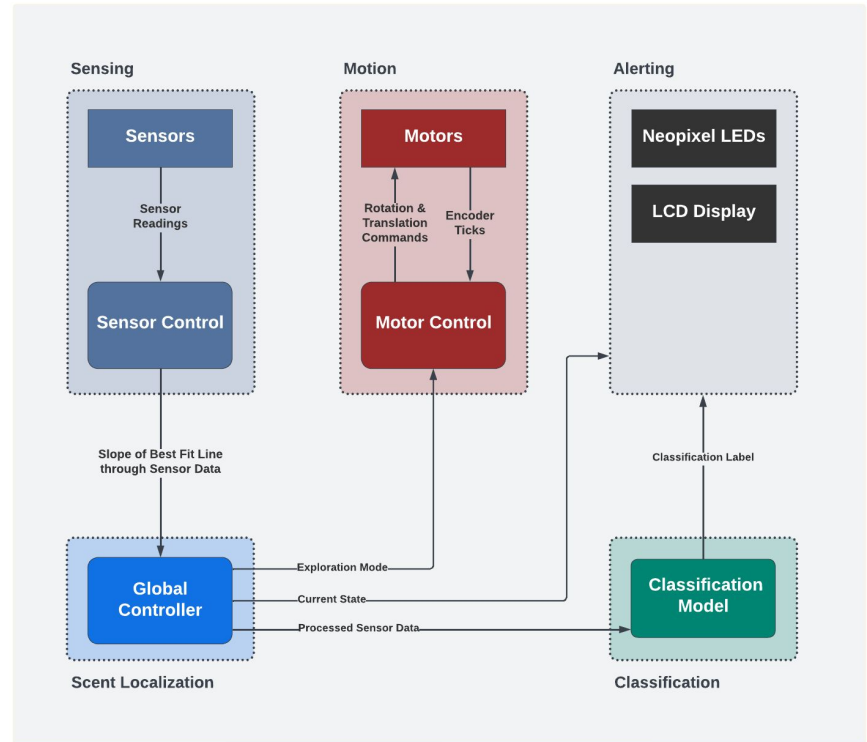 Sensing
Motion
Alerting
Sensors
Motors
Neopixel LEDs
LCD Display
Sensor
Readings
Rotation &
Translation
Commands
Encoder
Ticks
Sensor Control
Motor Control
Slope of Best Fit Line
through Sensor Data
Classification Label
Global
Controller
Exploration Mode
Current State
Processed Sensor Data
Classification
Model
Scent Localization
Classification